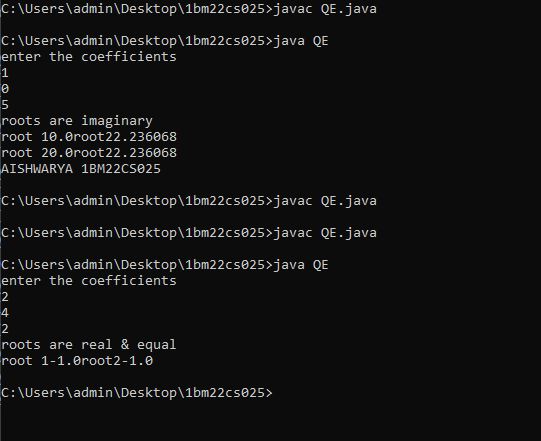 C:\Users\admin\Desktop\1bm22cs025>javac QE.java
C:\Users\admin\Desktop\1bm22cs025>java QE
enter the coefficients
1
0
5
roots are imaginary
root 10.0root22.236068
root 20.0root22.236068
AISHWARYA 1BM22CS025
C:\Users\admin\Desktop\1bm22cs025>javac QE.java
C:\Users\admin\Desktop\1bm22cs025>javac QE.java
C:\Users\admin\Desktop\1bm22cs025>java QE
enter the coefficients
2
4
2
roots are real & equal
root 1-1.0root2-1.0
C:\Users\admin\Desktop\1bm22cs025>